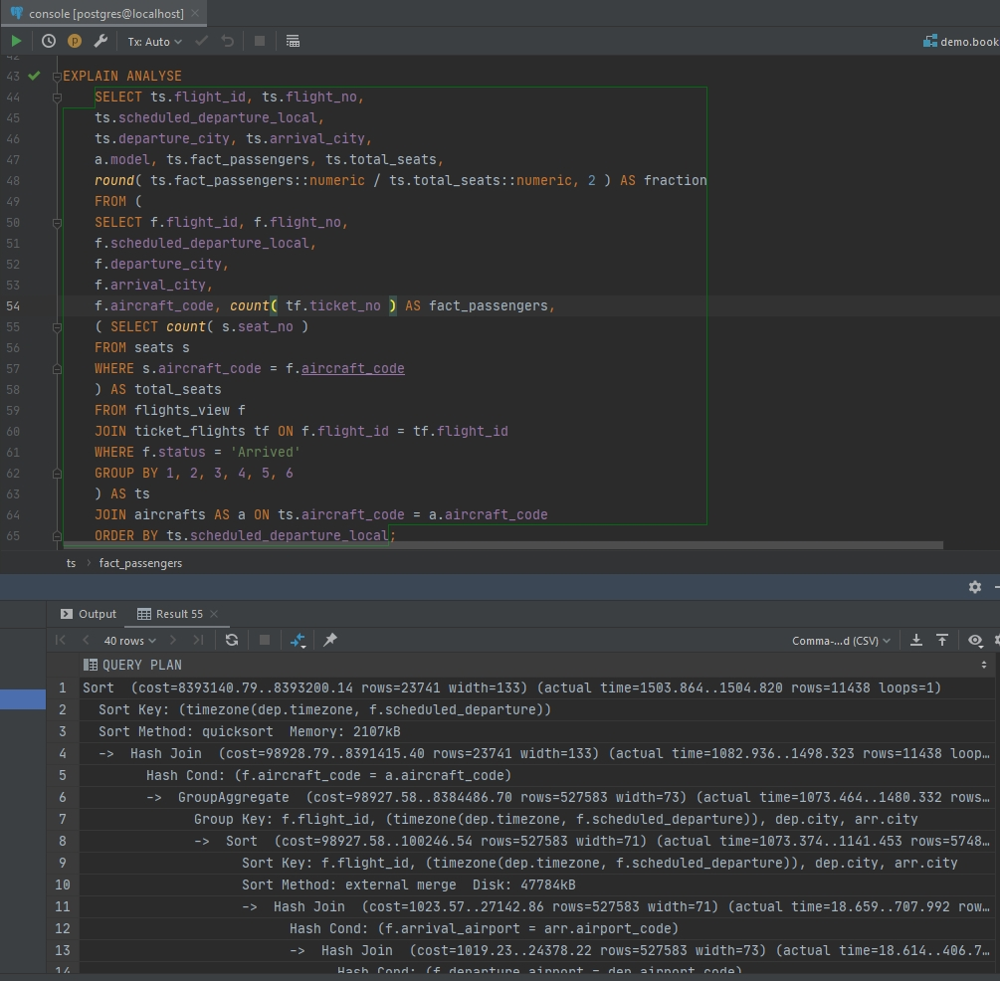 console [postgres@localhost]
Tx: Auto
demo.book
42
43 EXPLAIN ANALYSE
44 SELECT ts.flight_id, ts.flight_no,
45 ts.scheduled_departure_local,
46 ts.departure_city, ts.arrival_city,
47 a.model, ts.fact_passengers, ts.total_seats,
48 round( ts.fact_passengers::numeric / ts.total_seats::numeric, 2 ) AS fraction
49 FROM (
50 SELECT f.flight_id, f.flight_no,
51 f.scheduled_departure_local,
52 f.departure_city,
53 f.arrival_city,
54 f.aircraft_code, count( tf.ticket_no ) AS fact_passengers,
55 ( SELECT count( s.seat_no )
56 FROM seats s
57 WHERE s.aircraft_code = f.aircraft_code
58 ) AS total_seats
59 FROM flights_view f
60 JOIN ticket_flights tf ON f.flight_id = tf.flight_id
61 WHERE f.status = 'Arrived'
62 GROUP BY 1, 2, 3, 4, 5, 6
63 ) AS ts
64 JOIN aircrafts AS a ON ts.aircraft_code = a.aircraft_code
65 ORDER BY ts.scheduled_departure_local;
ts > fact_passengers
Output Result 55
40 rows Comma-...d (CSV)
QUERY PLAN
1 Sort (cost=8393140.79..8393200.14 rows=23741 width=133) (actual time=1503.864..1504.820 rows=11438 loops=1)
2 Sort Key: (timezone(dep.timezone, f.scheduled_departure))
3 Sort Method: quicksort Memory: 2107kB
4 -> Hash Join (cost=98928.79..8391415.40 rows=23741 width=133) (actual time=1082.936..1498.323 rows=11438 loop…
5 Hash Cond: (f.aircraft_code = a.aircraft_code)
6 -> GroupAggregate (cost=98927.58..8384486.70 rows=527583 width=73) (actual time=1073.464..1480.332 rows…
7 Group Key: f.flight_id, (timezone(dep.timezone, f.scheduled_departure)), dep.city, arr.city
8 -> Sort (cost=98927.58..100246.54 rows=527583 width=71) (actual time=1073.374..1141.453 rows=5748…
9 Sort Key: f.flight_id, (timezone(dep.timezone, f.scheduled_departure)), dep.city, arr.city
10 Sort Method: external merge Disk: 47784kB
11 -> Hash Join (cost=1023.57..27142.86 rows=527583 width=71) (actual time=18.659..707.992 row…
12 Hash Cond: (f.arrival_airport = arr.airport_code)
13 -> Hash Join (cost=1019.23..24378.22 rows=527583 width=73) (actual time=18.614..406.7…
14 Hash Cond: (f.departure_airport = dep.airport_code)